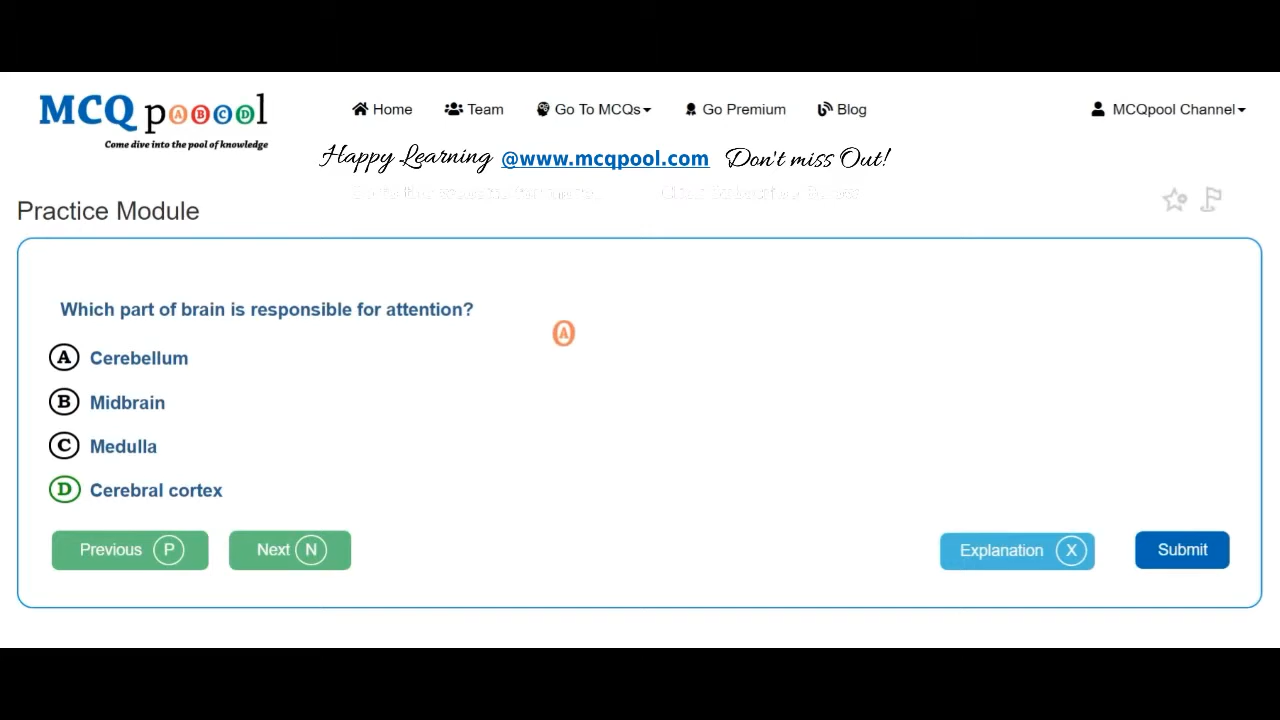 MCQ poool
Come dive into the pool of knowledge
Home Team Go To MCQs Go Premium Blog MCQpool Channel
Happy Learning @www.mcqpool.com Don't miss Out!
Practice Module
Which part of brain is responsible for attention?
A Cerebellum
B Midbrain
C Medulla
D Cerebral cortex
Previous P Next N Explanation X Submit
A